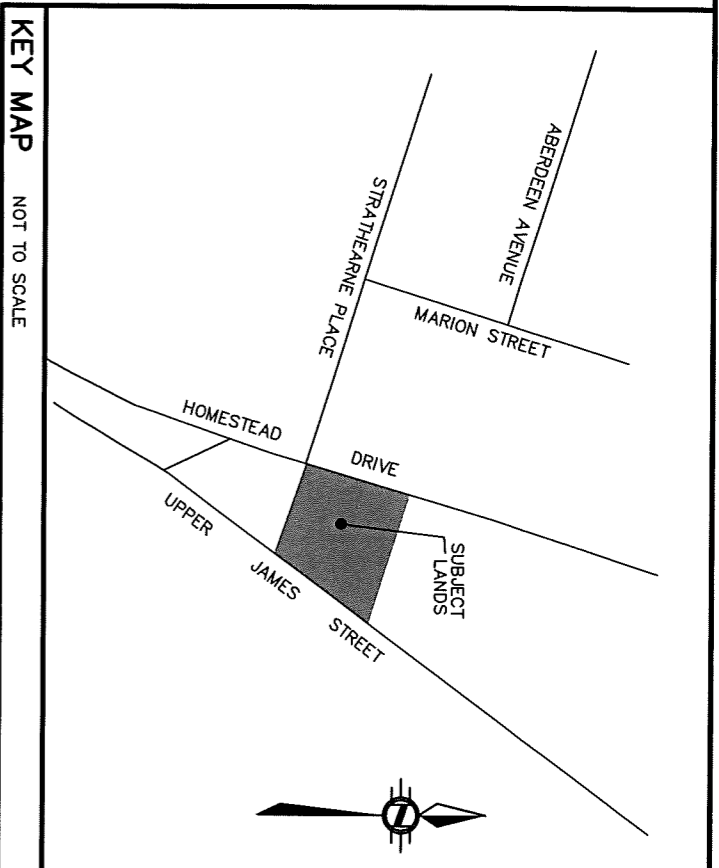 ABERDEEN AVENUE
STRATHEARNE PLACE
MARION STREET
HOMESTEAD DRIVE
SUBJECT
LANDS
UPPER JAMES STREET
N
KEY MAP NOT TO SCALE